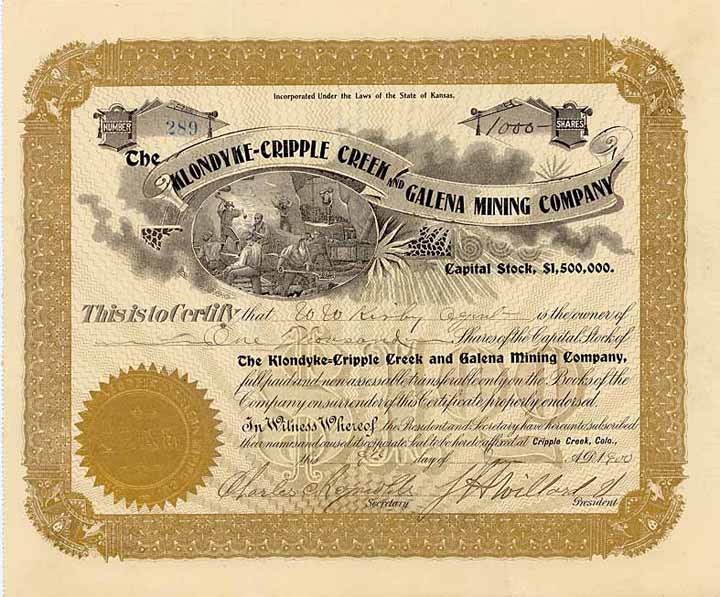 Incorporated Under the Laws of the State of Kansas.
NUMBER
289
1000
SHARES
The KLONDYKE-CRIPPLE CREEK AND GALENA MINING COMPANY
Capital Stock, $1,500,000.
This is to Certify that W W Kirby Agent is the owner of
One Thousand Shares of the Capital Stock of
The Klondyke-Cripple Creek and Galena Mining Company,
full paid and non assessable transferable only on the Books of the
Company on surrender of this Certificate properly endorsed.
In Witness Whereof the President and Secretary have hereunto subscribed
their names and caused its corporate seal to be hereto affixed at Cripple Creek, Colo.,
this day of A.D. 1900
Charles Willard
Secretary President